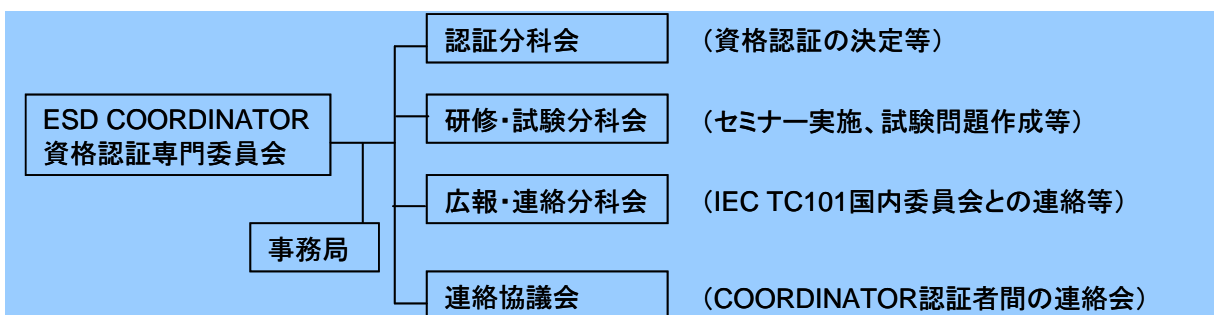 認証分科会 (資格認証の決定等)
ESD COORDINATOR
資格認証専門委員会
研修・試験分科会 (セミナー実施、試験問題作成等)
広報・連絡分科会 (IEC TC101国内委員会との連絡等)
事務局
連絡協議会 (COORDINATOR認証者間の連絡会)